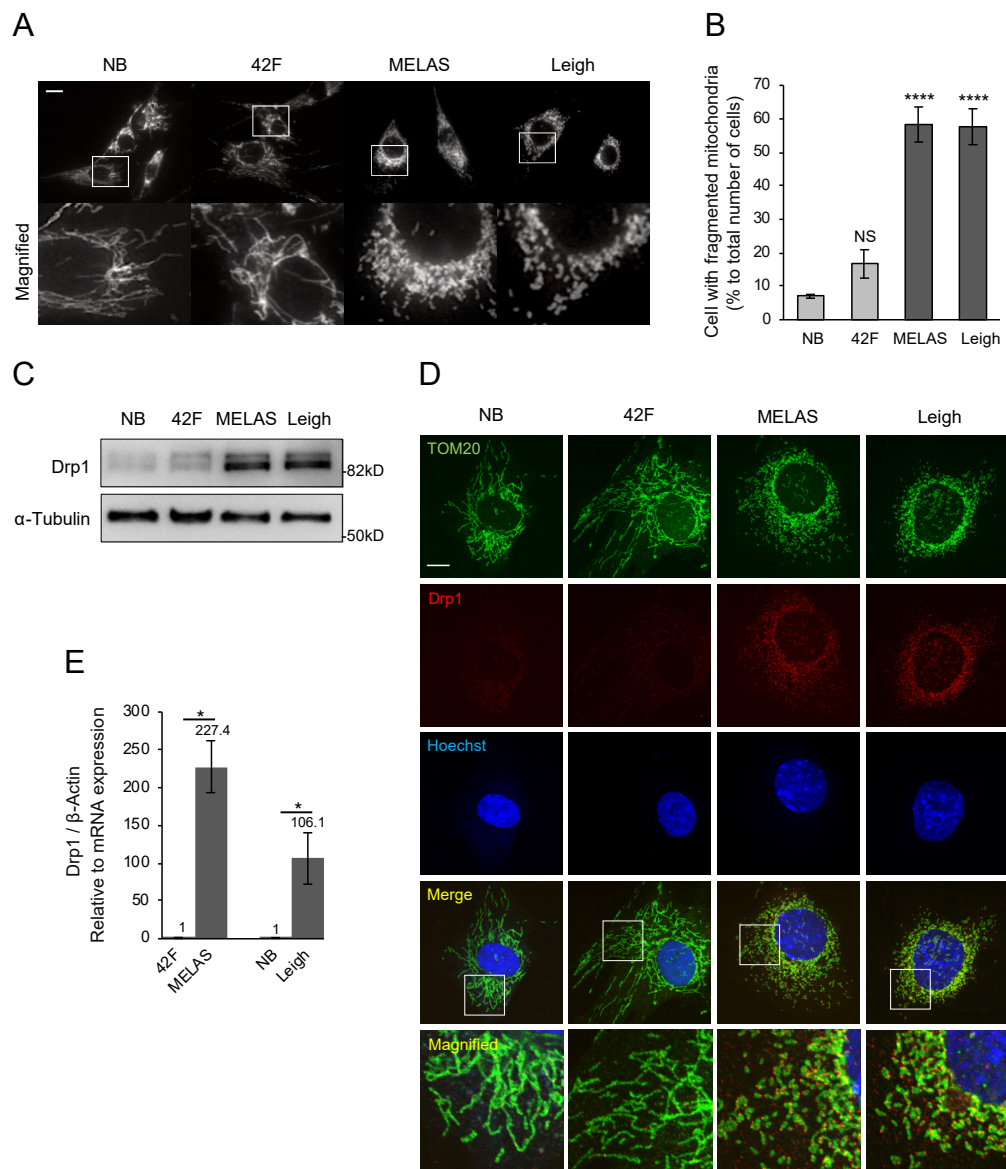 A
NB 42F MELAS Leigh
Magnified
B
Cell with fragmented mitochondria
(% to total number of cells)
70
60
50
40
30
20
10
0
NS
**** ****
NB 42F MELAS Leigh
C
NB 42F MELAS Leigh
Drp1
-82kD
α-Tubulin
-50kD
D
NB 42F MELAS Leigh
TOM20
Drp1
Hoechst
Merge
Magnified
E
Drp1 / β-Actin
Relative to mRNA expression
300
250
200
150
100
50
0
*
227.4
*
106.1
1
1
42F
MELAS
NB
Leigh